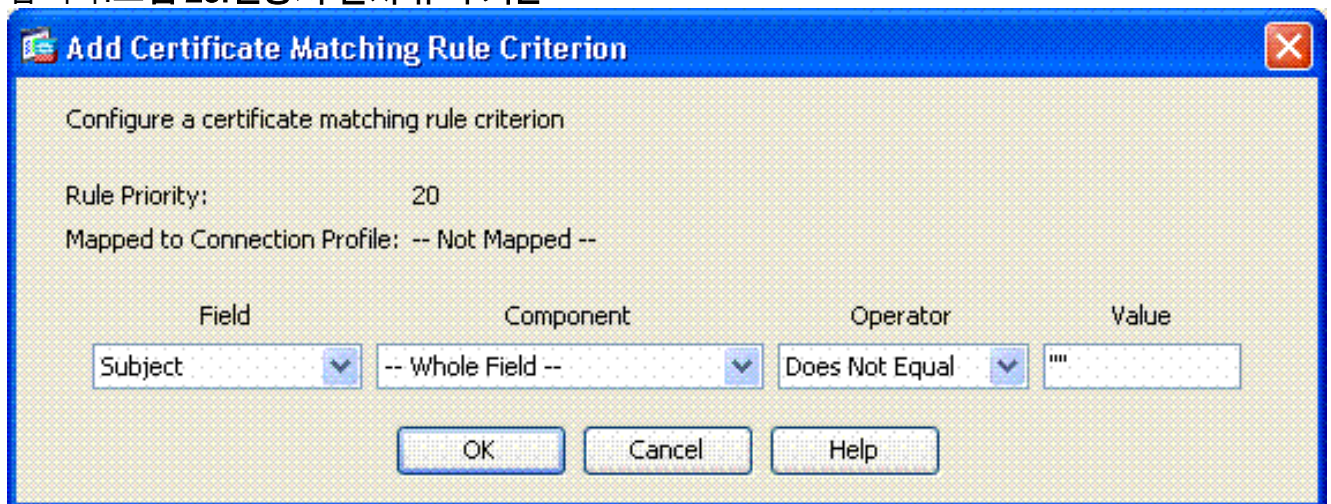 Add Certificate Matching Rule Criterion
Configure a certificate matching rule criterion
Rule Priority: 20
Mapped to Connection Profile: -- Not Mapped --
Field Component Operator Value
Subject -- Whole Field -- Does Not Equal ""
OK Cancel Help